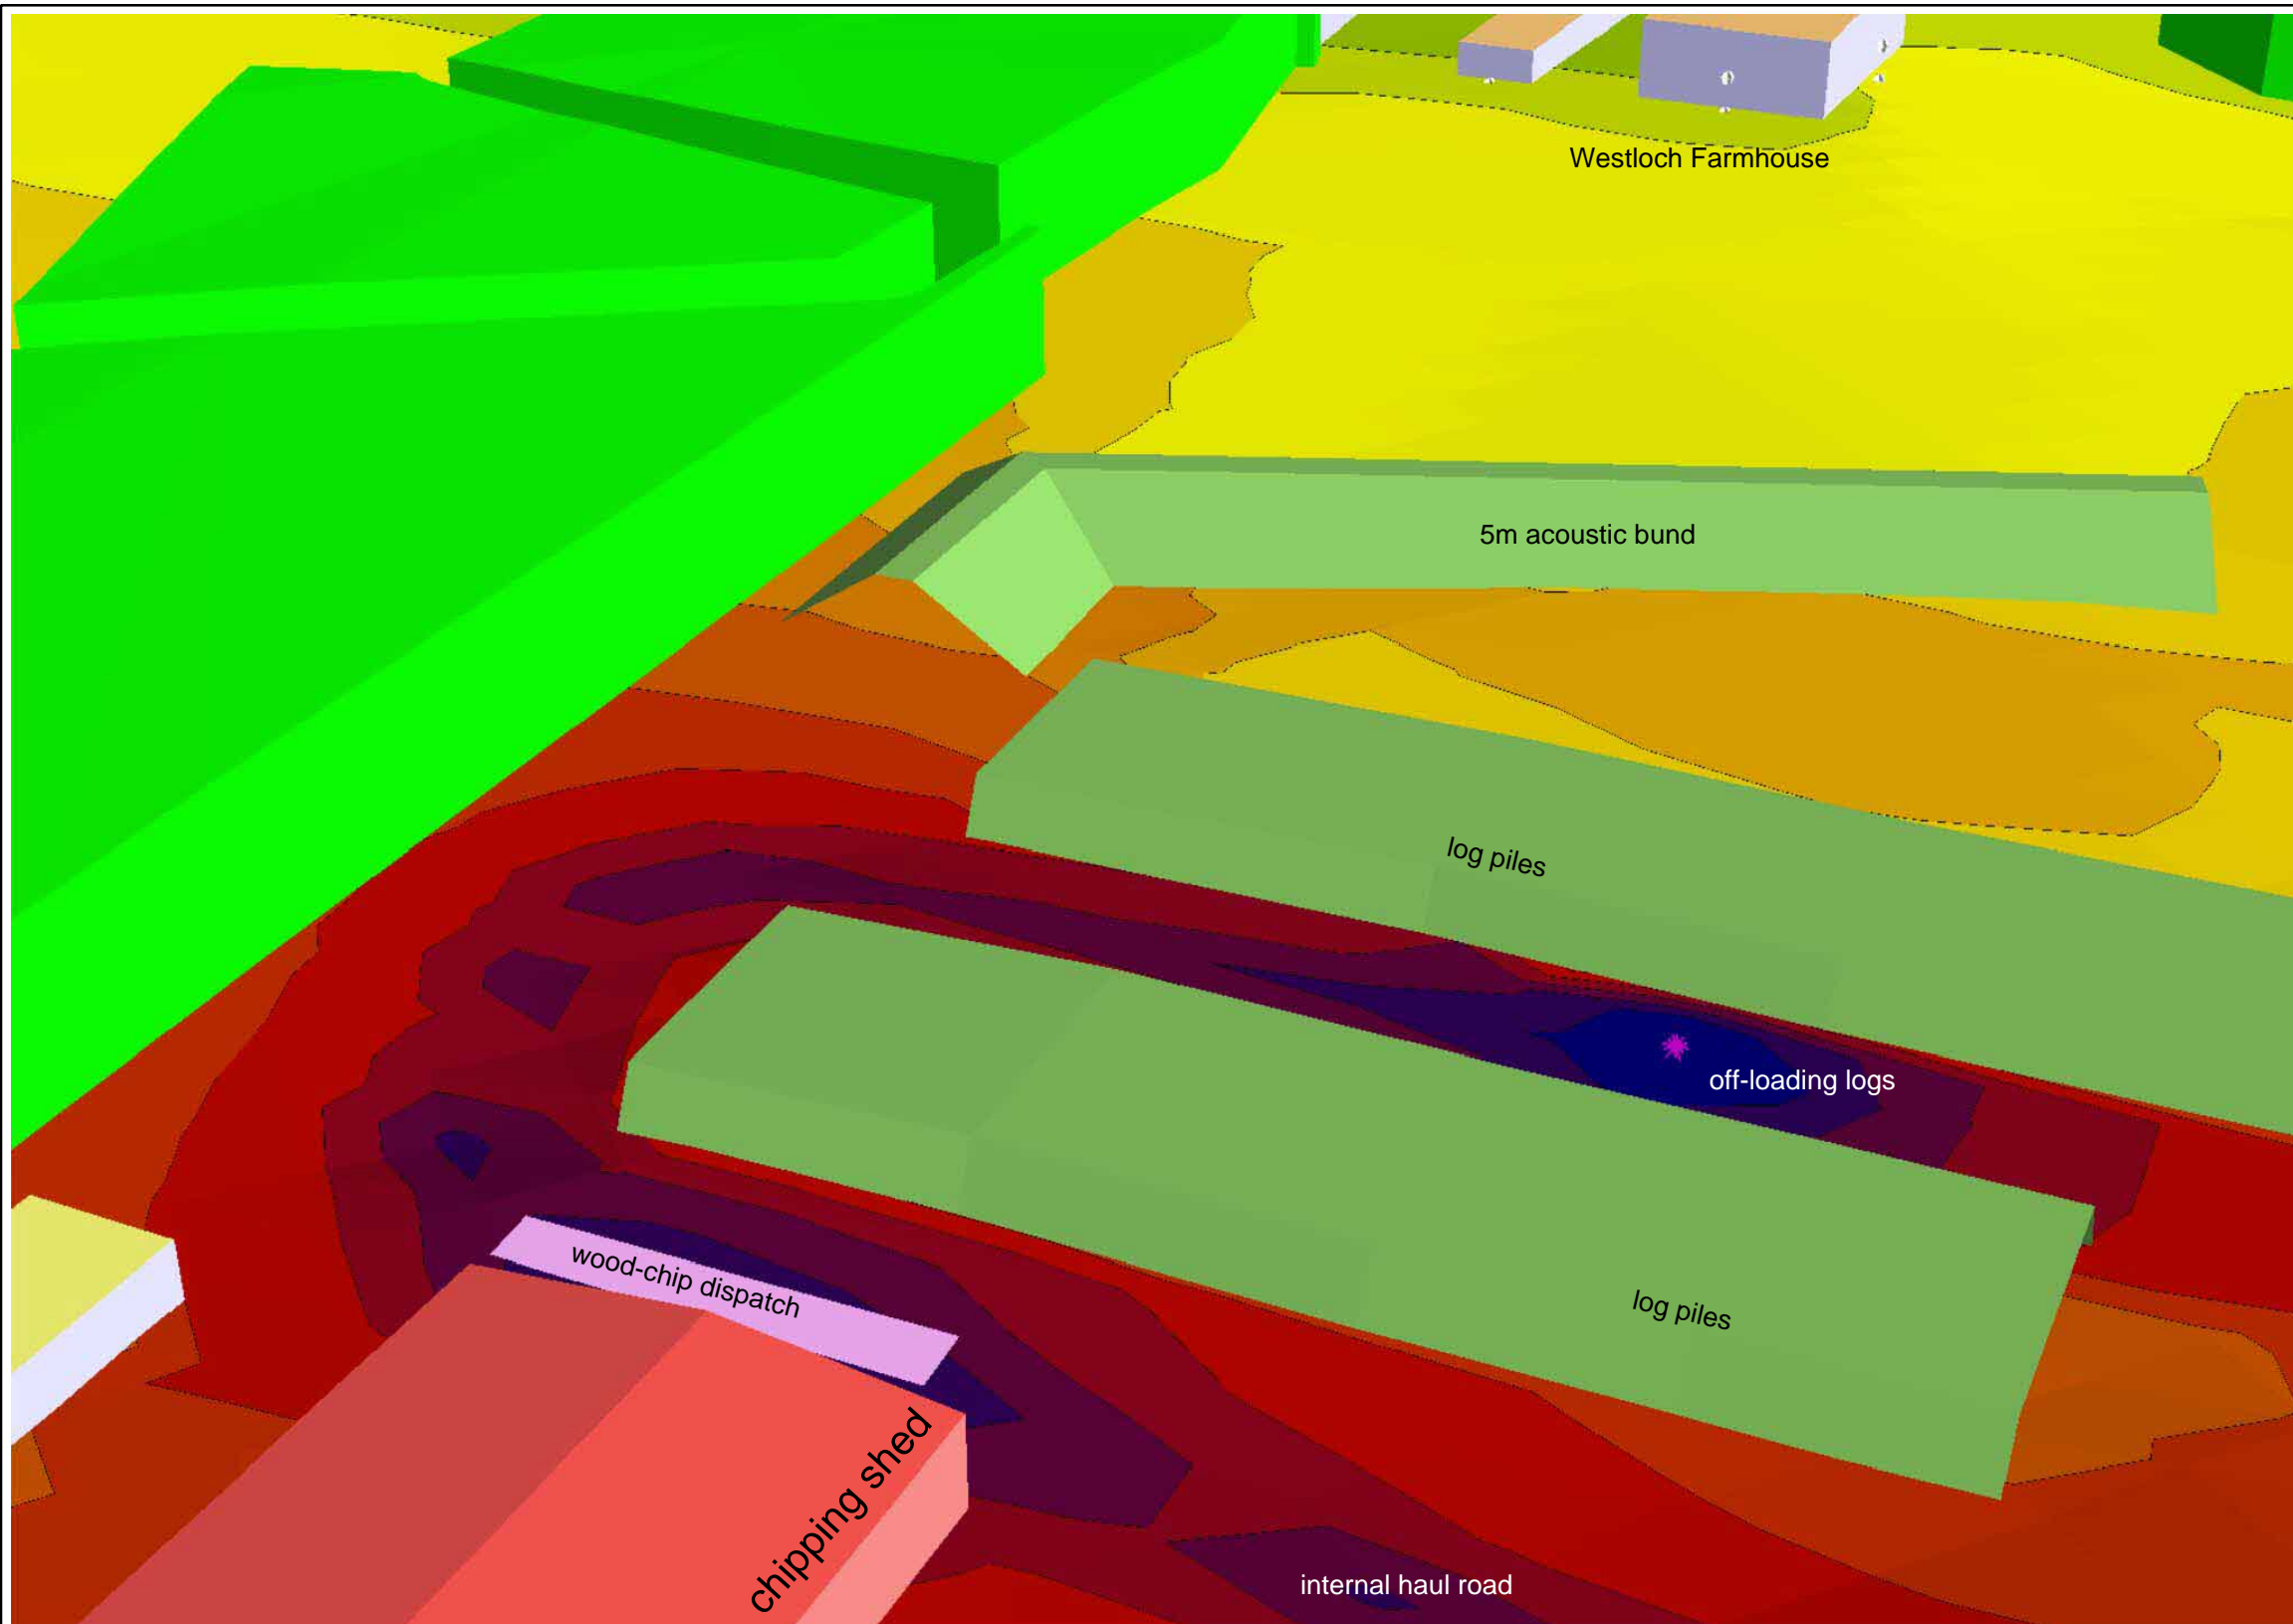 Westloch Farmhouse
5m acoustic bund
log piles
off-loading logs
wood-chip dispatch
log piles
chipping shed
internal haul road